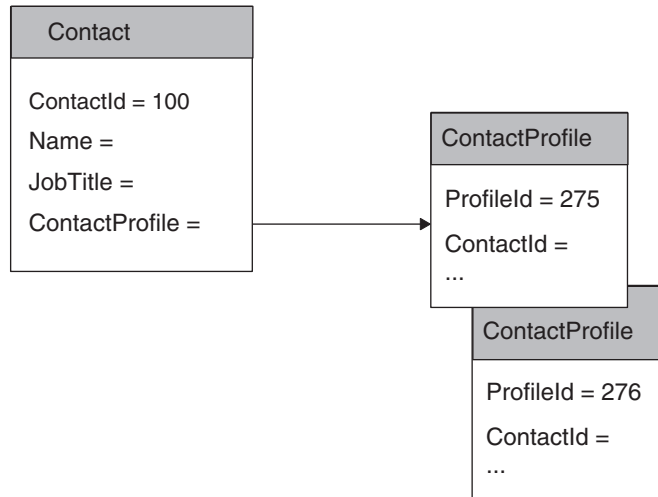 Contact
ContactId = 100
Name =
JobTitle =
ContactProfile =
ContactProfile
ProfileId = 275
ContactId =
...
ContactProfile
ProfileId = 276
ContactId =
...